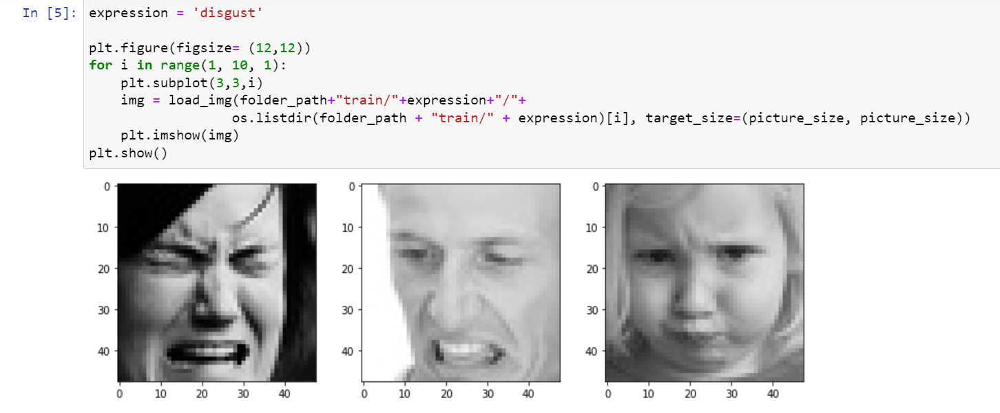 In [5]: expression = 'disgust'
plt.figure(figsize= (12,12))
for i in range(1, 10, 1):
    plt.subplot(3,3,i)
    img = load_img(folder_path+"train/"+expression+"/"+
                  os.listdir(folder_path + "train/" + expression)[i], target_size=(picture_size, picture_size))
    plt.imshow(img)
plt.show()
0 0 0
10 10 10
20 20 20
30 30 30
40 40 40
0 10 20 30 40 0 10 20 30 40 0 10 20 30 40